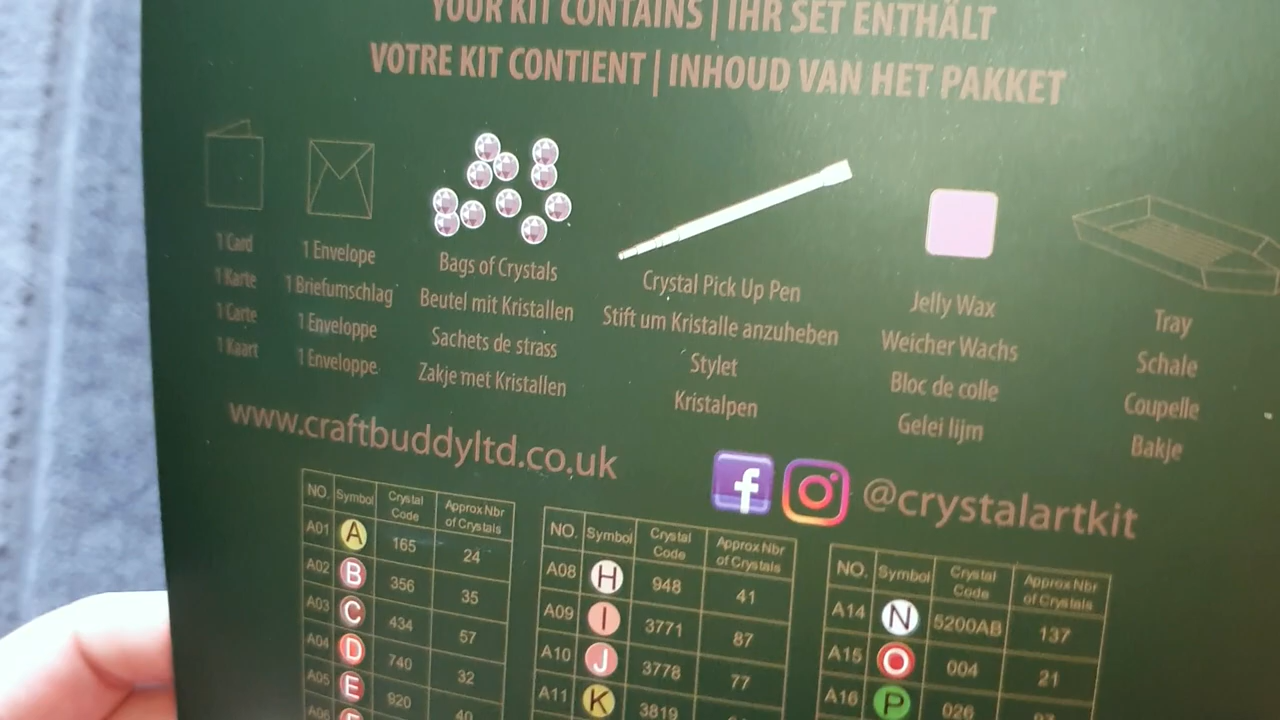 YOUR KIT CONTAINS | IHR SET ENTHÄLT
VOTRE KIT CONTIENT | INHOUD VAN HET PAKKET
1 Card
1 Karte
1 Carte
1 Kaart
1 Envelope
1 Briefumschlag
1 Enveloppe
1 Enveloppe
Bags of Crystals
Beutel mit Kristallen
Sachets de strass
Zakje met Kristallen
Crystal Pick Up Pen
Stift um Kristalle anzuheben
Stylet
Kristalpen
Jelly Wax
Weicher Wachs
Bloc de colle
Gelei lijm
Tray
Schale
Coupelle
Bakje
www.craftbuddyltd.co.uk
f @crystalartkit
NO. Symbol Crystal Code Approx Nbr of Crystals
A01 A 165 24
A02 B 356 35
A03 C 434 57
A04 D 740 32
A05 E 920 40
A06
NO. Symbol Crystal Code Approx Nbr of Crystals
A08 H 948 41
A09 I 3771 87
A10 J 3778 77
A11 K 3819
NO. Symbol Crystal Code Approx Nbr of Crystals
A14 N 5200AB 137
A15 O 004 21
A16 P 026